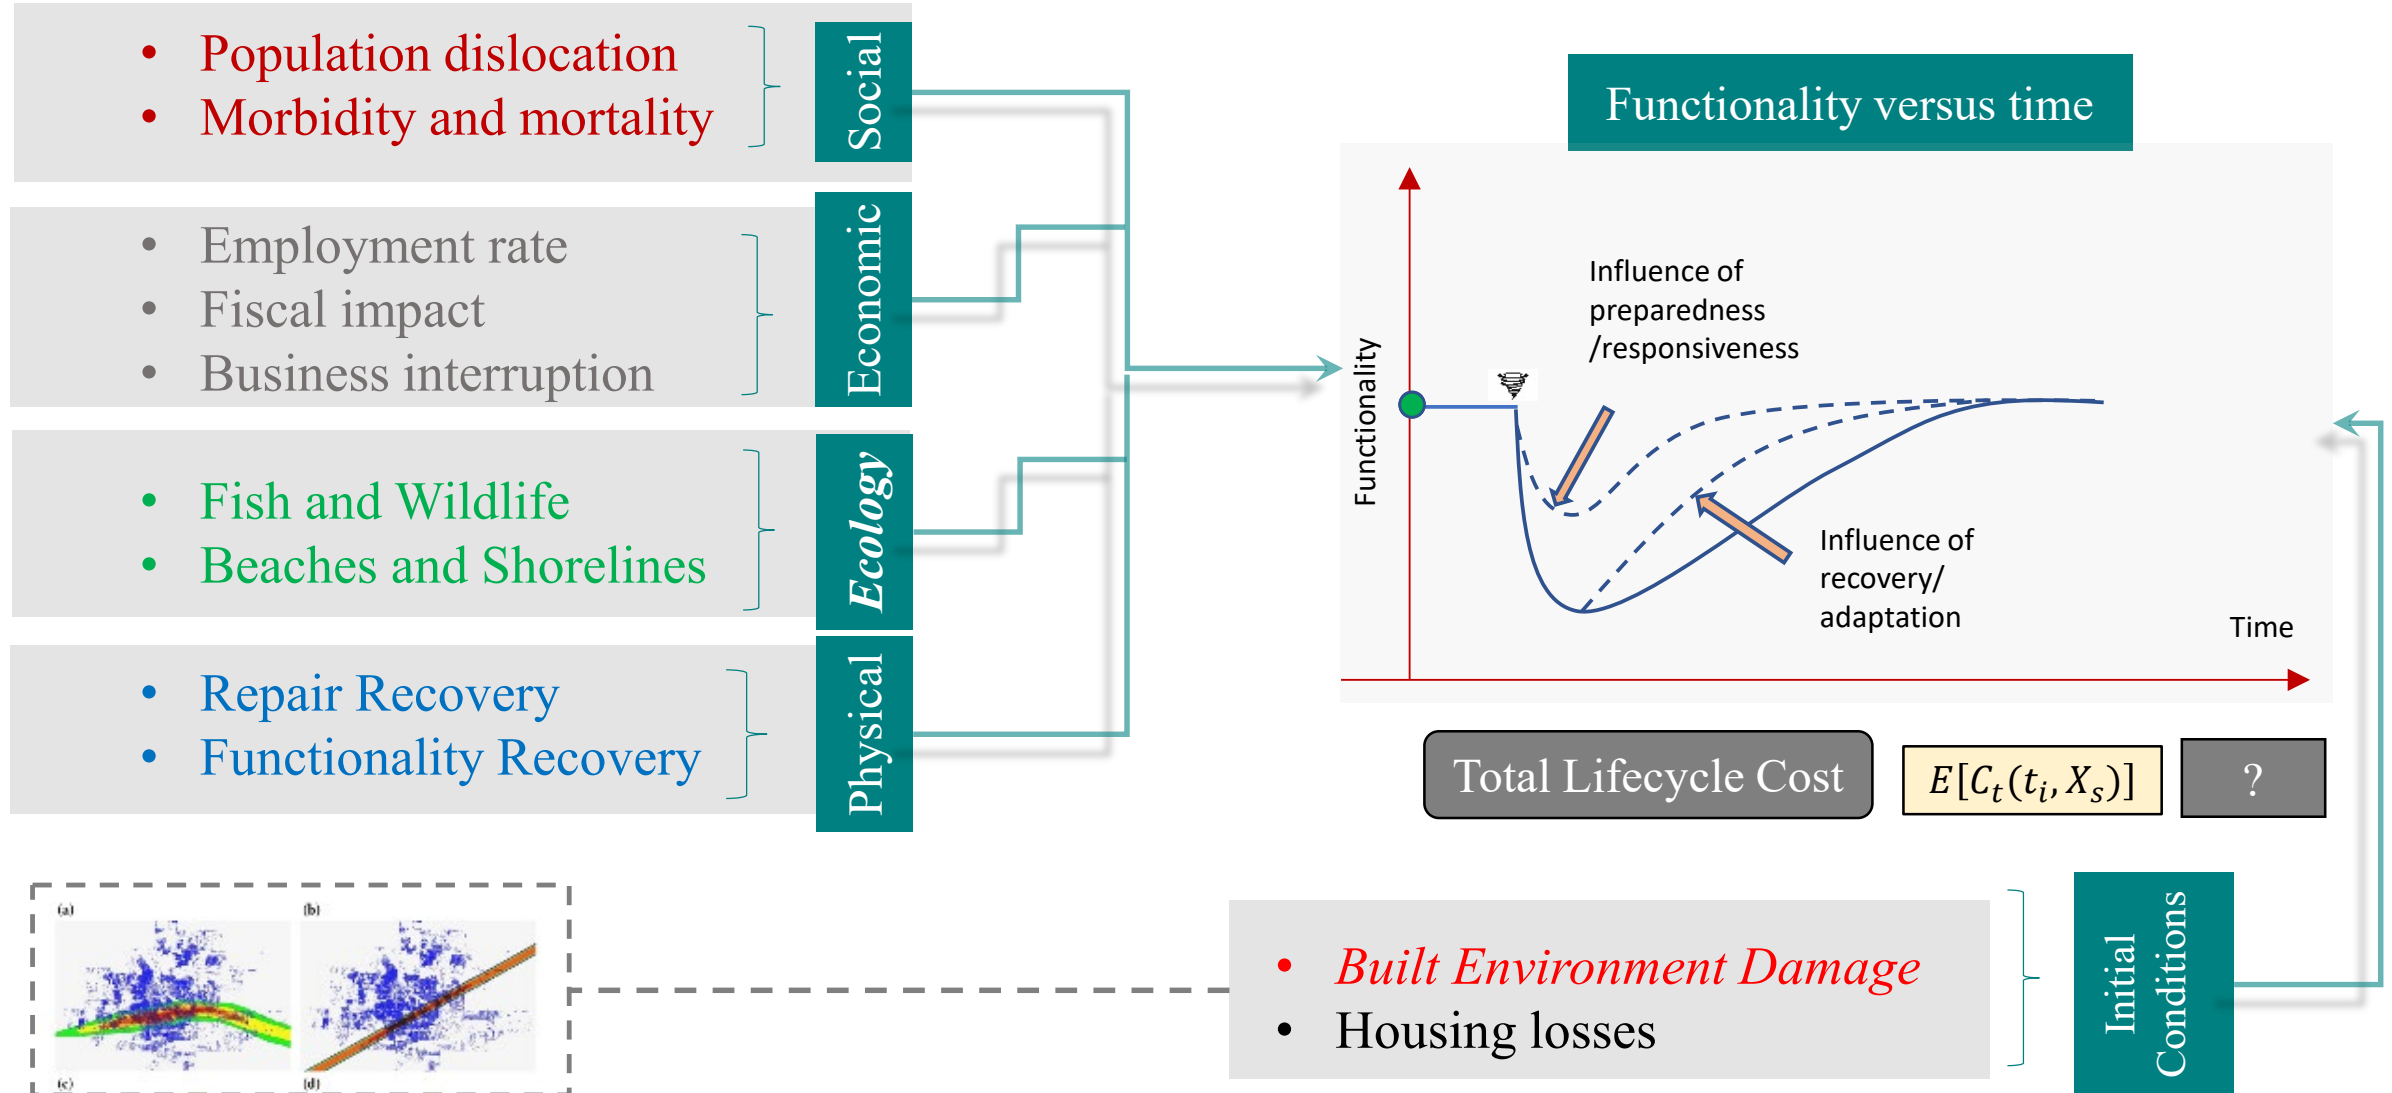 • Population dislocation
• Morbidity and mortality
Social
• Employment rate
• Fiscal impact
• Business interruption
Economic
• Fish and Wildlife
• Beaches and Shorelines
Ecology
• Repair Recovery
• Functionality Recovery
Physical
Functionality versus time
Functionality
Influence of
preparedness
/responsiveness
Influence of
recovery/
adaptation
Time
Total Lifecycle Cost
E[C_t(t_i, X_s)]
?
(a)
(b)
(c)
(d)
• Built Environment Damage
• Housing losses
Initial
Conditions